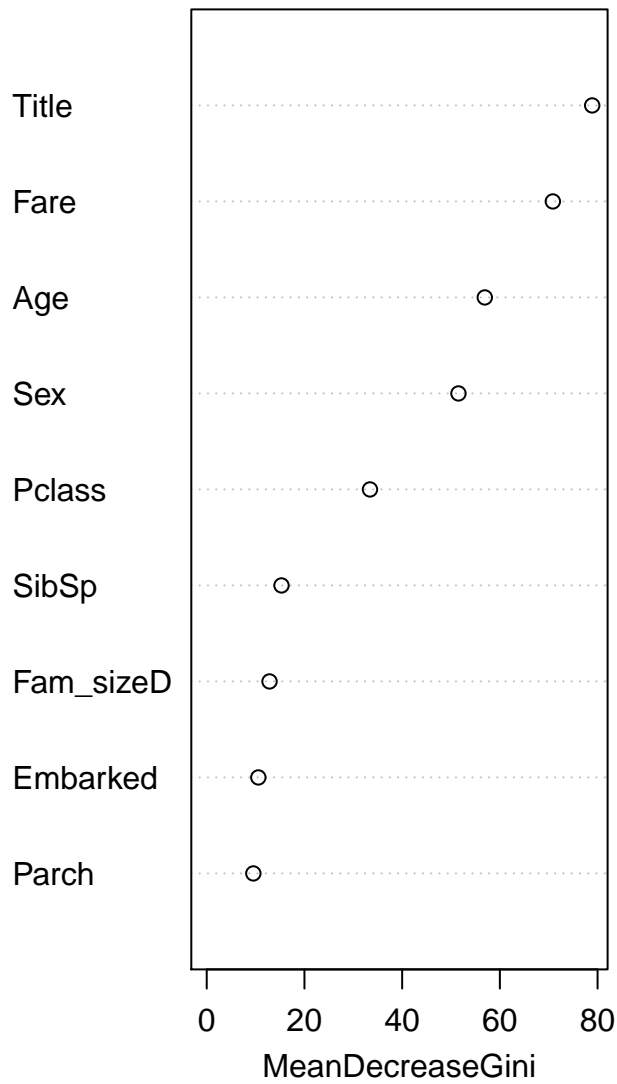 Title
Fare
Age
Sex
Pclass
SibSp
Fam_sizeD
Embarked
Parch
0 20 40 60 80
MeanDecreaseGini